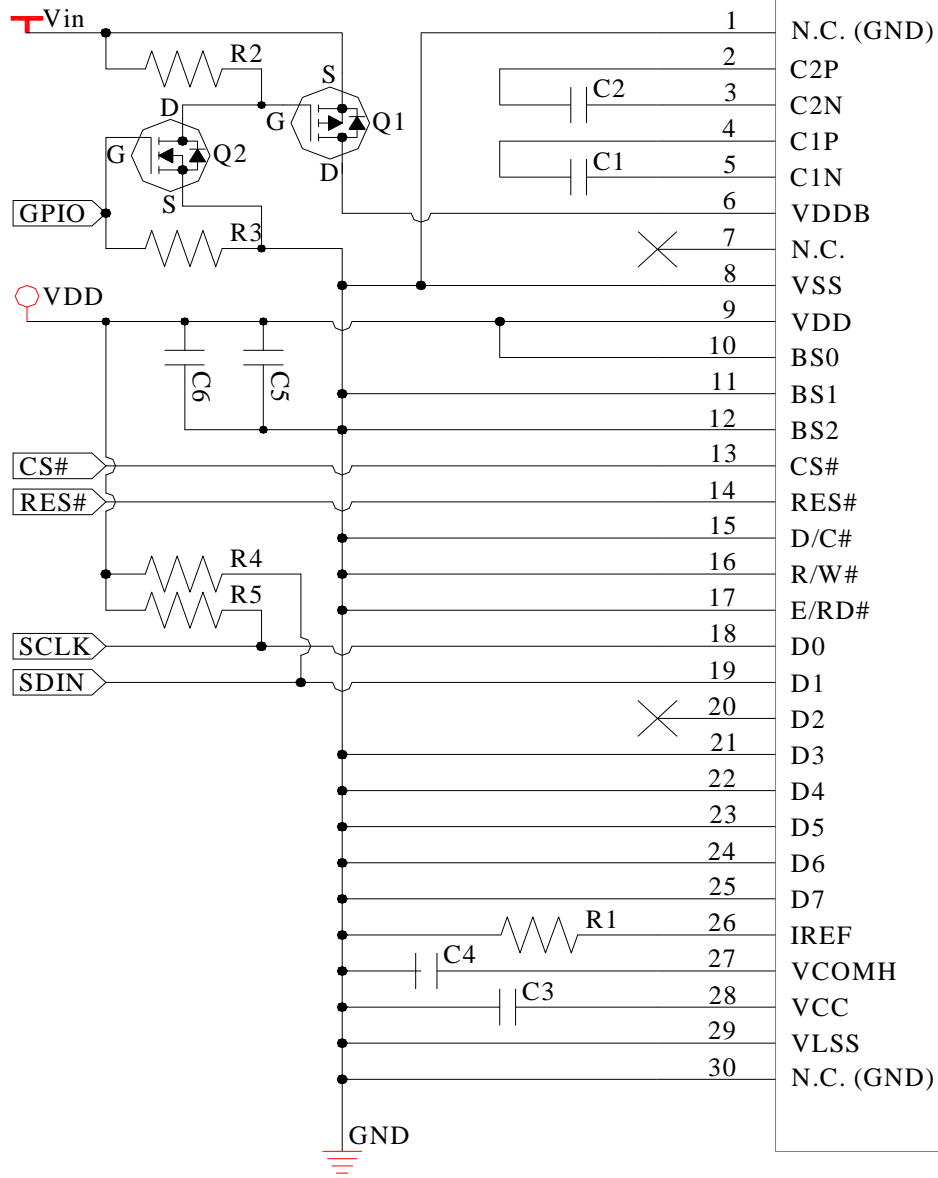 Vin
R2
S
D
G
Q1
G
Q2
D
S
GPIO
R3
VDD
C6
C5
CS#
RES#
R4
R5
SCLK
SDIN
GND
C2
C1
R1
C4
C3
1 N.C. (GND)
2 C2P
3 C2N
4 C1P
5 C1N
6 VDDB
7 N.C.
8 VSS
9 VDD
10 BS0
11 BS1
12 BS2
13 CS#
14 RES#
15 D/C#
16 R/W#
17 E/RD#
18 D0
19 D1
20 D2
21 D3
22 D4
23 D5
24 D6
25 D7
26 IREF
27 VCOMH
28 VCC
29 VLSS
30 N.C. (GND)